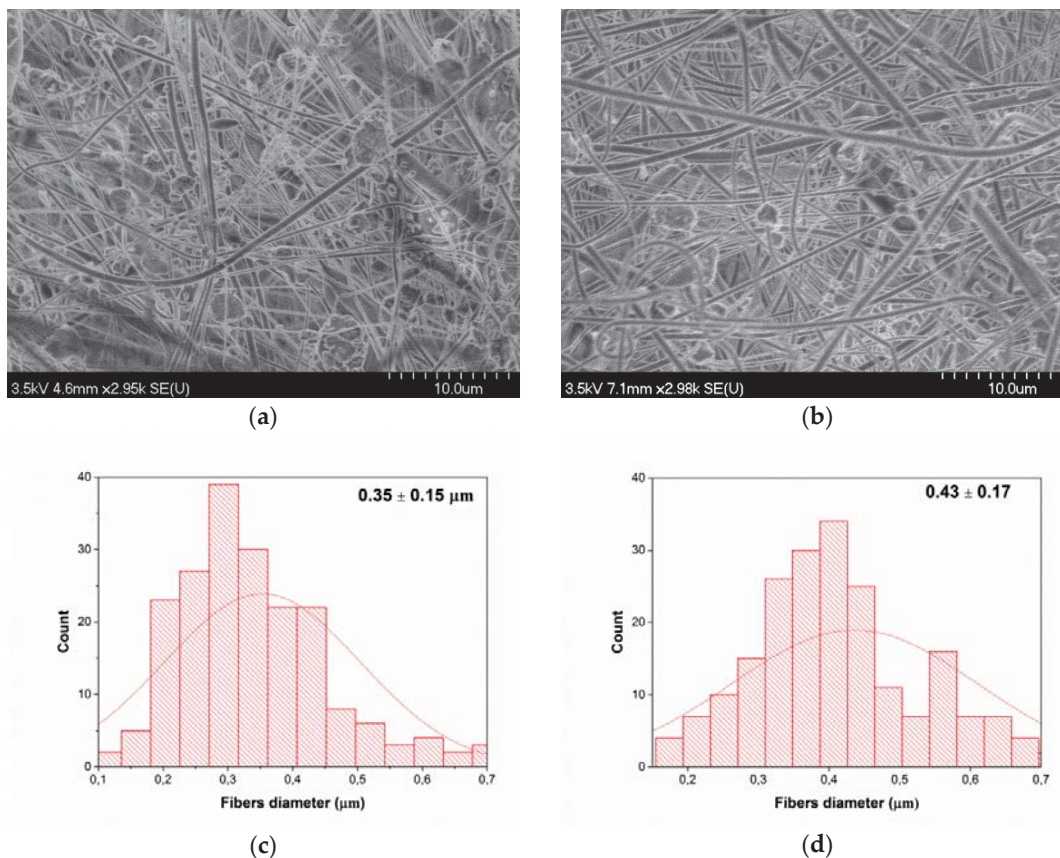 3.5kV 4.6mm x2.95k SE(U) 10.0um
3.5kV 7.1mm x2.98k SE(U) 10.0um
(a)
(b)
0.35 ± 0.15 μm
Count
40
30
20
10
0
0,1 0,2 0,3 0,4 0,5 0,6 0,7
Fibers diameter (μm)
0.43 ± 0.17
Count
40
30
20
10
0
0,2 0,3 0,4 0,5 0,6 0,7
Fibers diameter (μm)
(c)
(d)